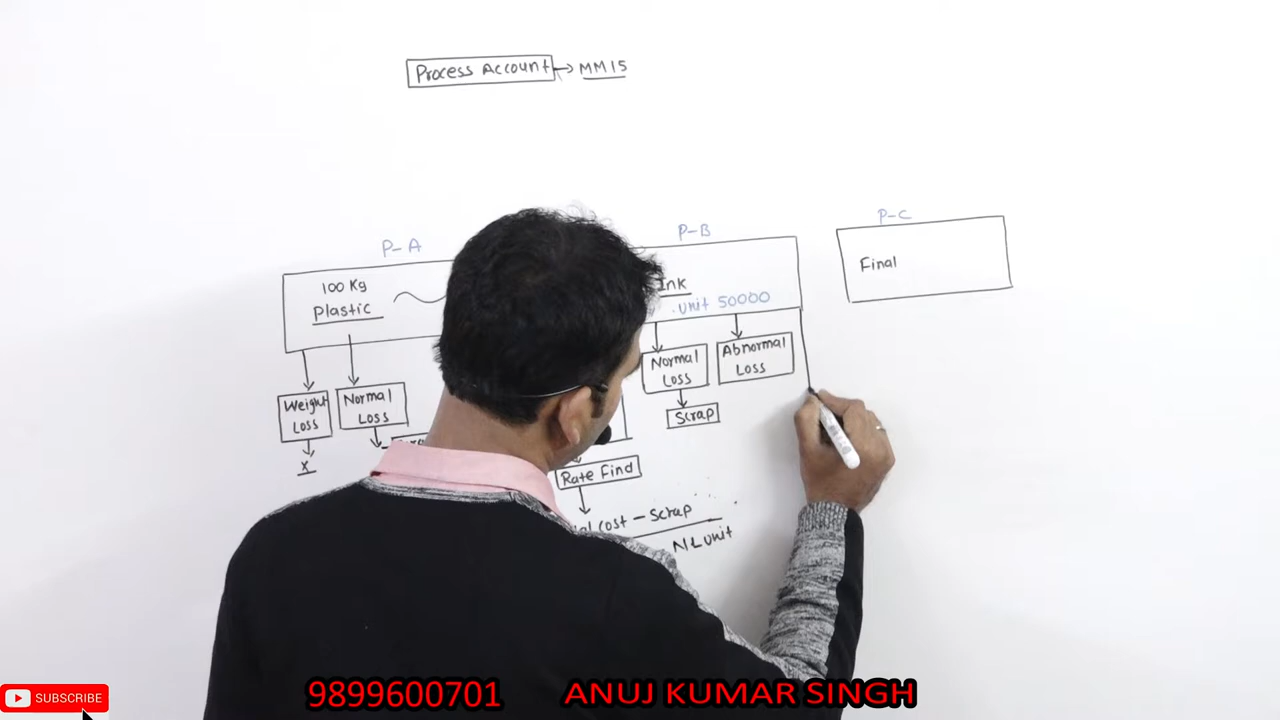 Process Account → MM15
P-A
P-B
P-C
100 Kg
Plastic
Ink
unit 50000
Final
Weight
Loss
x
Normal
Loss
Normal
Loss
Scrap
Abnormal
Loss
Rate Find
cost - Scrap
NL unit
SUBSCRIBE
9899600701 ANUJ KUMAR SINGH